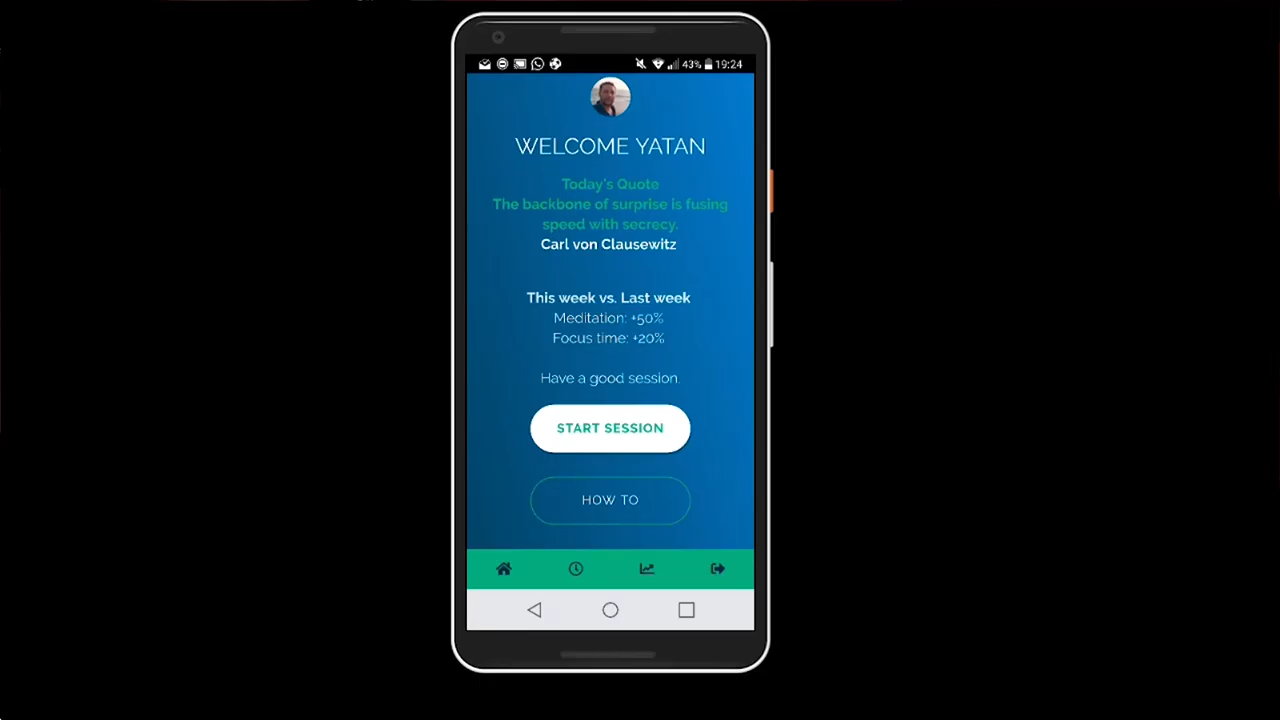 43% 19:24
WELCOME YATAN
Today's Quote
The backbone of surprise is fusing
speed with secrecy.
Carl von Clausewitz
This week vs. Last week
Meditation: +50%
Focus time: +20%
Have a good session.
START SESSION
HOW TO